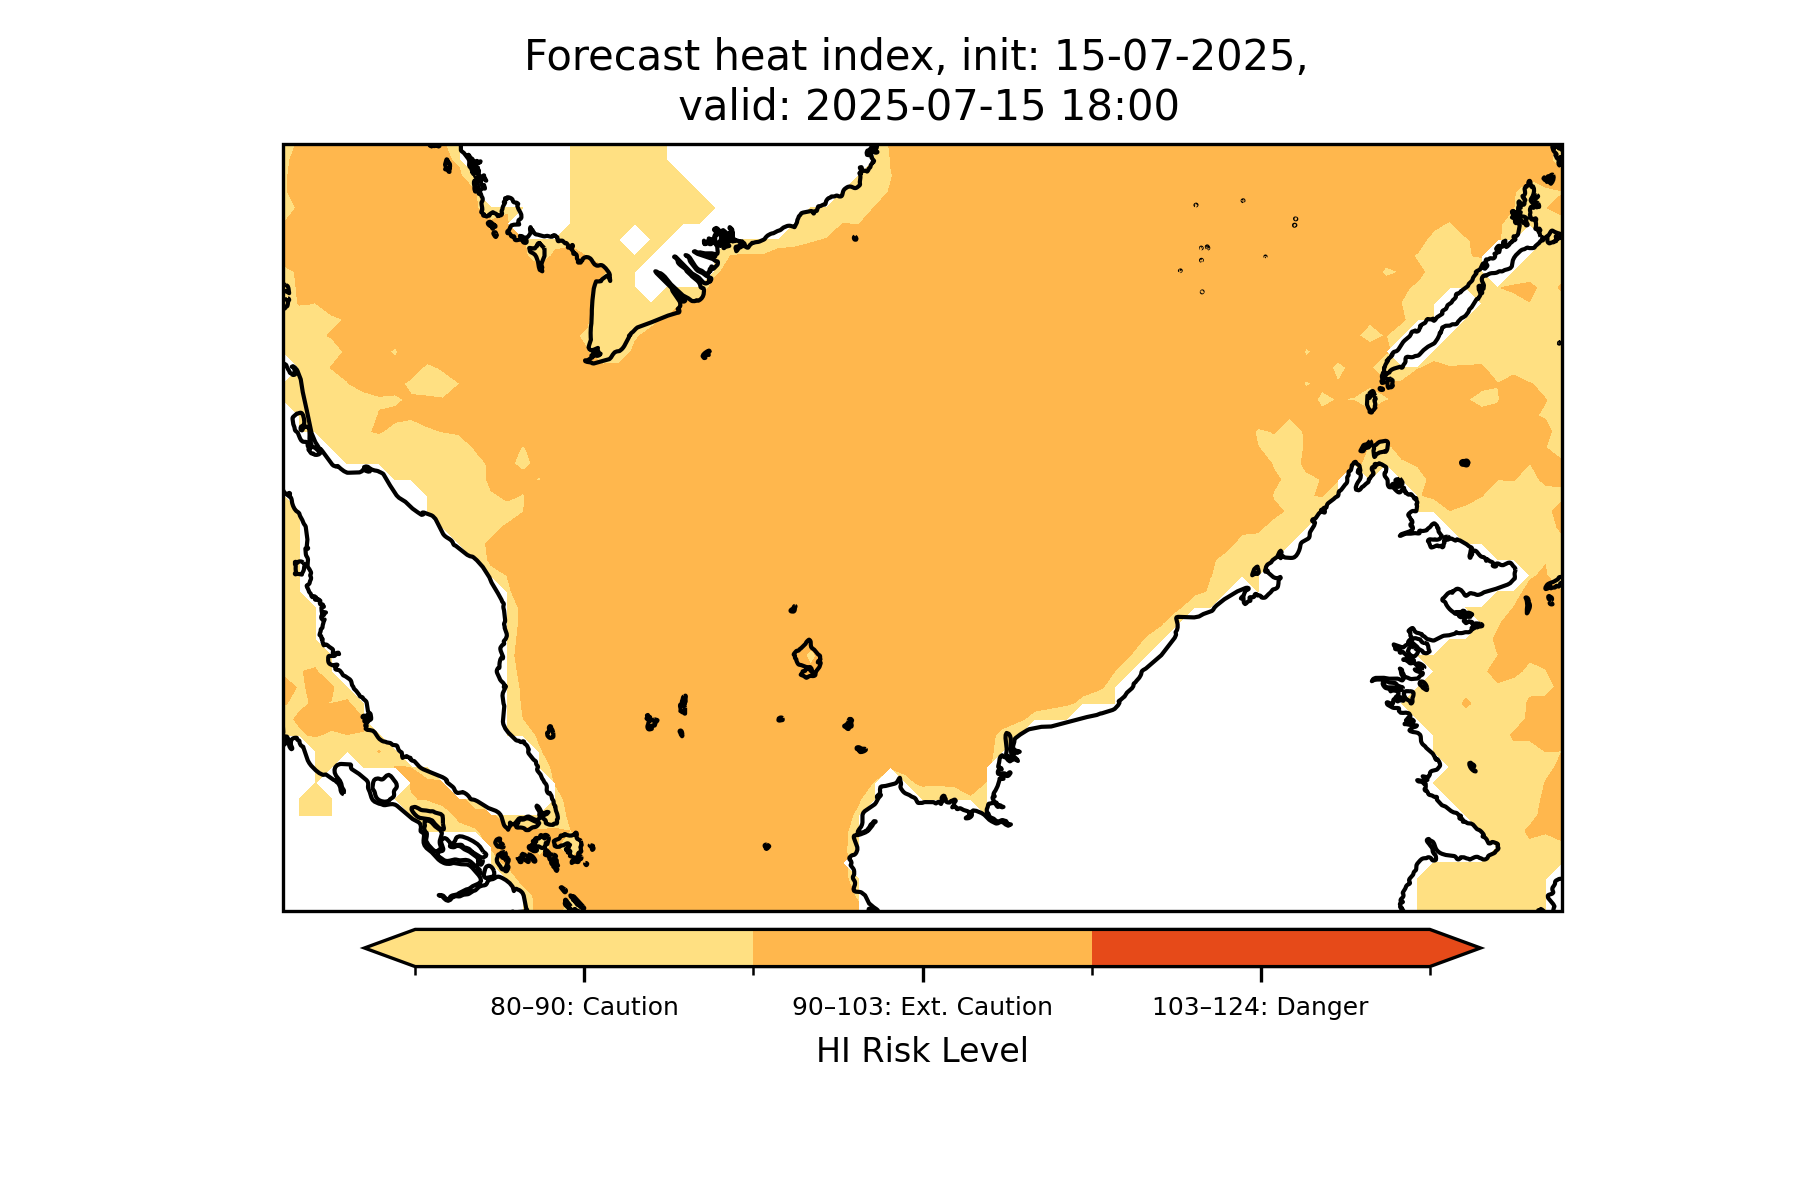 Forecast heat index, init: 15-07-2025,
valid: 2025-07-15 18:00
80–90: Caution
90–103: Ext. Caution
103–124: Danger
HI Risk Level